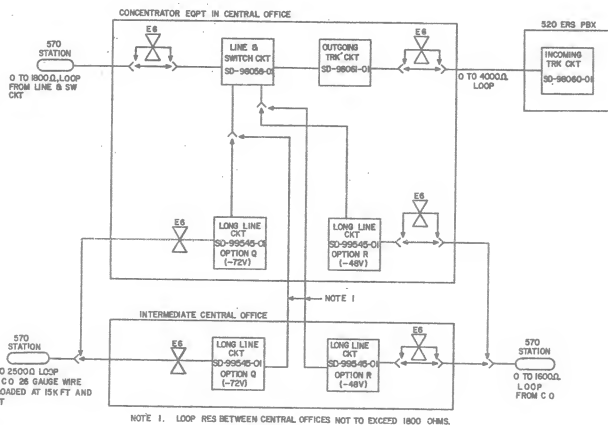 CONCENTRATOR EQPT IN CENTRAL OFFICE
520 ERS PBX
570
STATION
0 TO 1800Ω LOOP
FROM LINE & SW
CKT
E6
LINE &
SWITCH CKT
SD-98058-01
OUTGOING
TRK CKT
SD-98061-01
E6
0 TO 4000Ω
LOOP
INCOMING
TRK CKT
SD-98060-01
E6
LONG LINE
CKT
SD-99545-01
OPTION Q
(-72V)
LONG LINE
CKT
SD-99545-01
OPTION R
(-48V)
E6
NOTE 1
INTERMEDIATE CENTRAL OFFICE
570
STATION
O 2500Ω LOOP
CO 26 GAUGE WIRE
OADED AT 15K FT AND
T
E6
LONG LINE
CKT
SD-99545-01
OPTION Q
(-72V)
LONG LINE
CKT
SD-99545-01
OPTION R
(-48V)
E6
570
STATION
0 TO 1600Ω
LOOP
FROM CO
NOTE 1. LOOP RES BETWEEN CENTRAL OFFICES NOT TO EXCEED 1800 OHMS.